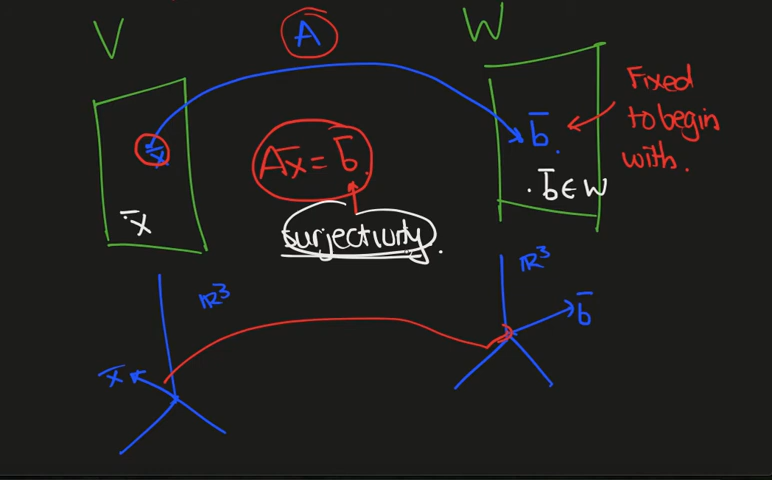 V
A
W
x̄
Ax̄ = b̄.
b̄.
Fixed
to begin
with.
x̄
. b̄ ∈ W
surjectivity.
ℝ³
ℝ³
x̄
b̄